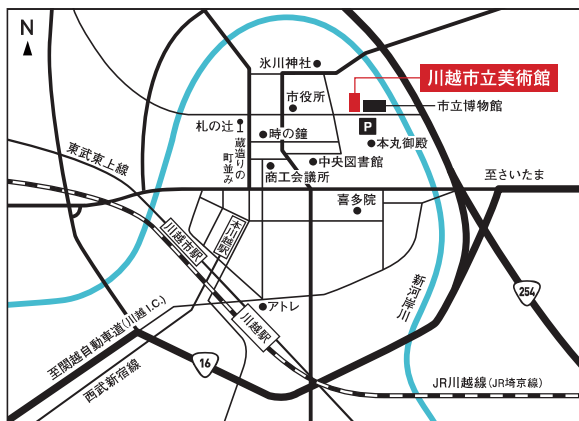 N
氷川神社
川越市立美術館
市役所
市立博物館
P
札の辻
時の鐘
本丸御殿
蔵造りの
町並み
中央図書館
商工会議所
東武東上線
至さいたま
喜多院
本川越駅
川越市駅
新河岸川
254
アトレ
川越駅
至関越自動車道(川越I.C.)
16
西武新宿線
JR川越線(JR埼京線)